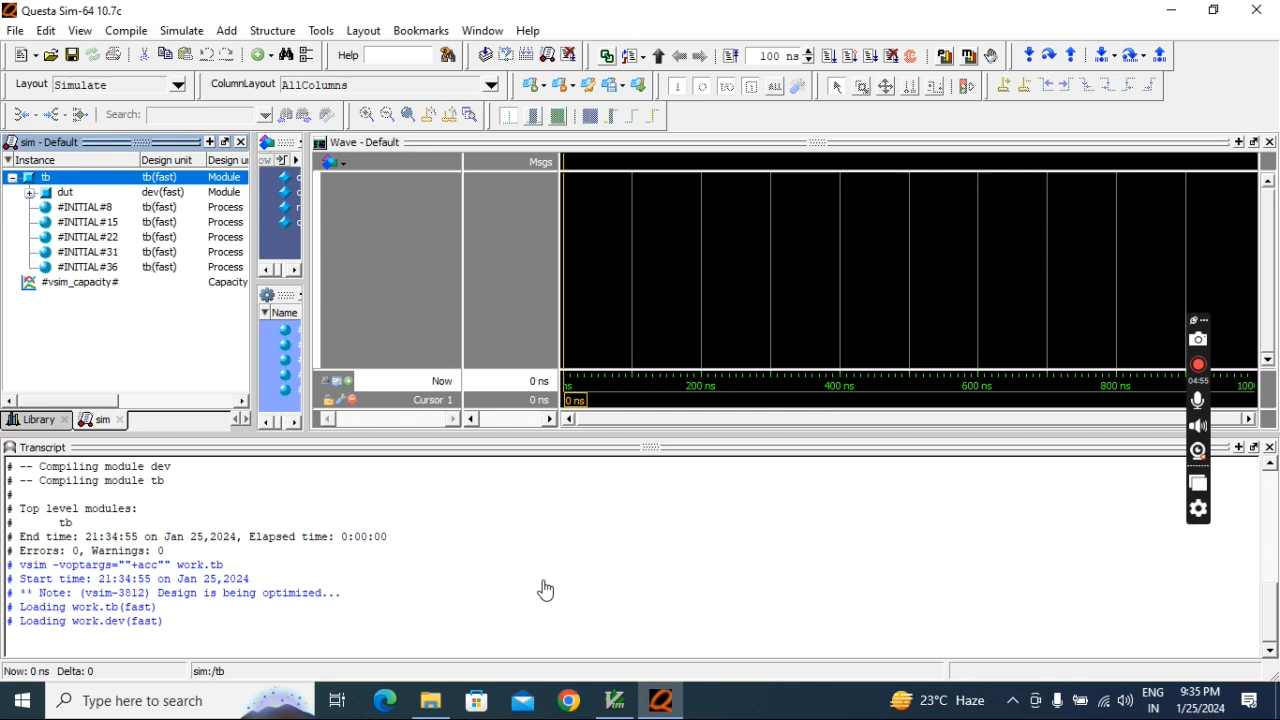 Questa Sim-64 10.7c
File Edit View Compile Simulate Add Structure Tools Layout Bookmarks Window Help
Help 100 ns
Layout Simulate ColumnLayout AllColumns
Search:
sim - Default
Wave - Default
Instance Design unit Design u
Msgs
tb tb(fast) Module
dut dev(fast) Module
#INITIAL#8 tb(fast) Process
#INITIAL#15 tb(fast) Process
#INITIAL#22 tb(fast) Process
#INITIAL#31 tb(fast) Process
#INITIAL#36 tb(fast) Process
#vsim_capacity# Capacity
Name
Now 0 ns
ns 200 ns 400 ns 600 ns 800 ns 100
Cursor 1 0 ns 0 ns
04:55
Library sim
Transcript
# -- Compiling module dev
# -- Compiling module tb
#
# Top level modules:
# tb
# End time: 21:34:55 on Jan 25,2024, Elapsed time: 0:00:00
# Errors: 0, Warnings: 0
# vsim -voptargs=""+acc"" work.tb
# Start time: 21:34:55 on Jan 25,2024
# ** Note: (vsim-3812) Design is being optimized...
# Loading work.tb(fast)
# Loading work.dev(fast)
Now: 0 ns Delta: 0 sim:/tb
Type here to search
23°C Haze
ENG
IN
9:35 PM
1/25/2024